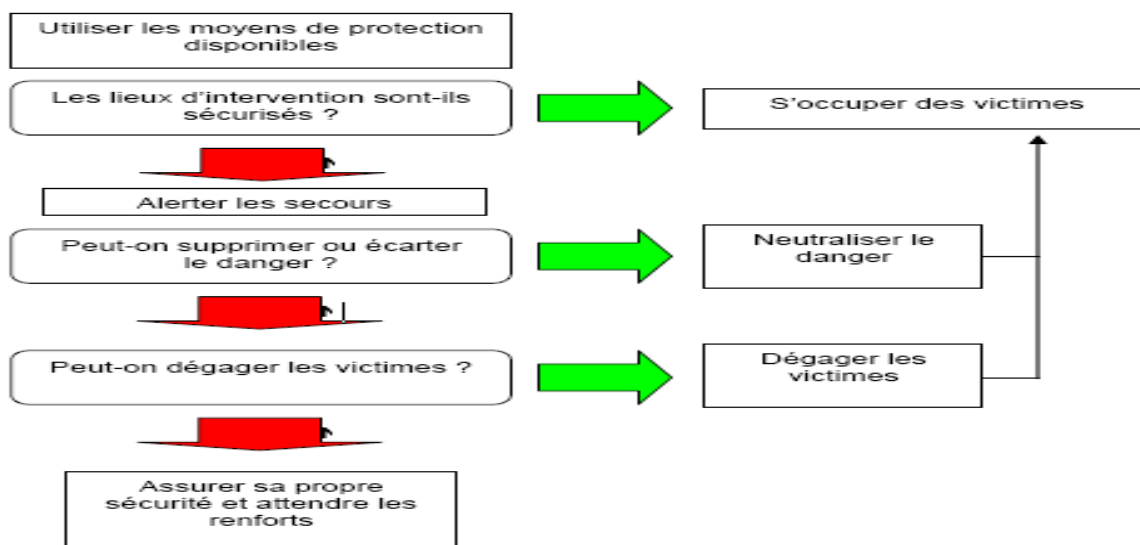 Utiliser les moyens de protection
disponibles
Les lieux d'intervention sont-ils
sécurisés ?
S'occuper des victimes
Alerter les secours
Peut-on supprimer ou écarter
le danger ?
Neutraliser le
danger
Peut-on dégager les victimes ?
Dégager les
victimes
Assurer sa propre
sécurité et attendre les
renforts